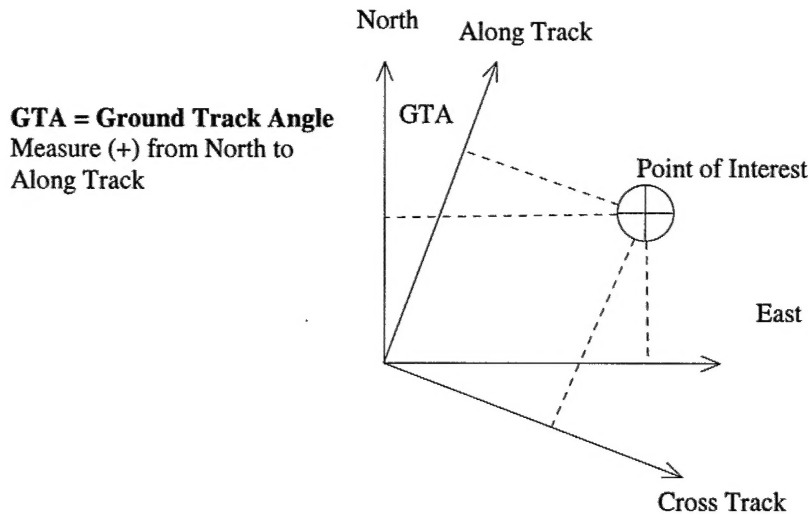 North
Along Track
GTA = Ground Track Angle
Measure (+) from North to
Along Track
GTA
Point of Interest
East
Cross Track